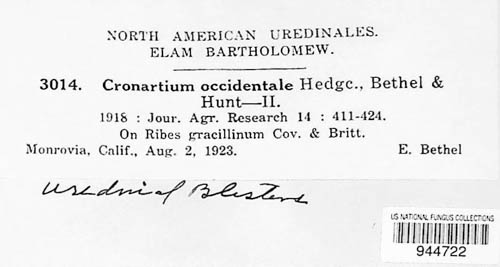 NORTH AMERICAN UREDINALES.
ELAM BARTHOLOMEW.
3014. Cronartium occidentale Hedgc., Bethel &
Hunt—II.
1918 : Jour. Agr. Research 14 : 411-424.
On Ribes gracillinum Cov. & Britt.
Monrovia, Calif., Aug. 2, 1923. E. Bethel
Uredinial Blisters
US NATIONAL FUNGUS COLLECTIONS
944722